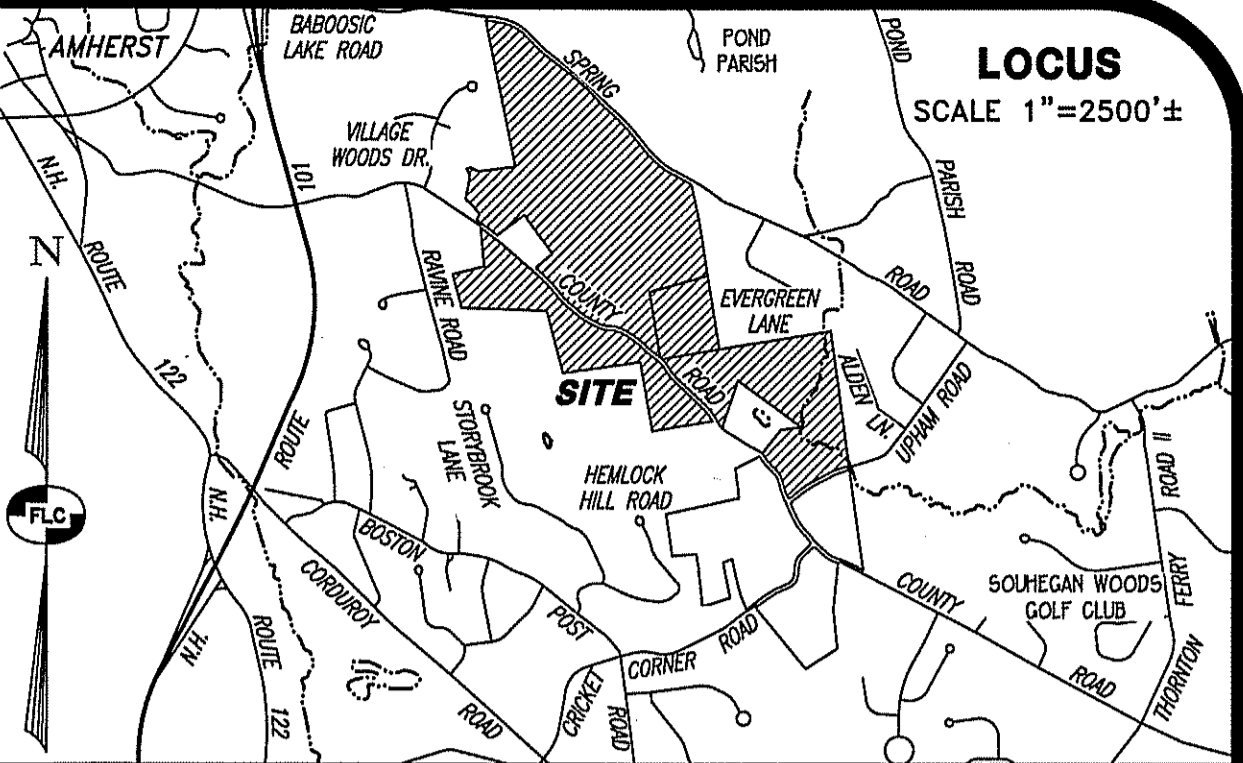 AMHERST
BABOOSIC
LAKE ROAD
SPRING
POND
PARISH
POND
LOCUS
SCALE 1"=2500'±
VILLAGE
WOODS DR.
N.H.
101
PARISH
N
ROUTE
RAVINE ROAD
COUNTY
EVERGREEN
LANE
ROAD
ROAD
122
SITE
ROAD
ALDEN
LN.
UPHAM ROAD
STORYBROOK
LANE
ROUTE
HEMLOCK
HILL ROAD
ROAD II
FLC
N.H.
BOSTON
CORDUROY
COUNTY
SOUHEGAN WOODS
GOLF CLUB
FERRY
POST
ROAD
N.H.
ROUTE
CORNER
CRICKET
ROAD
THORNTON
122
ROAD
ROAD